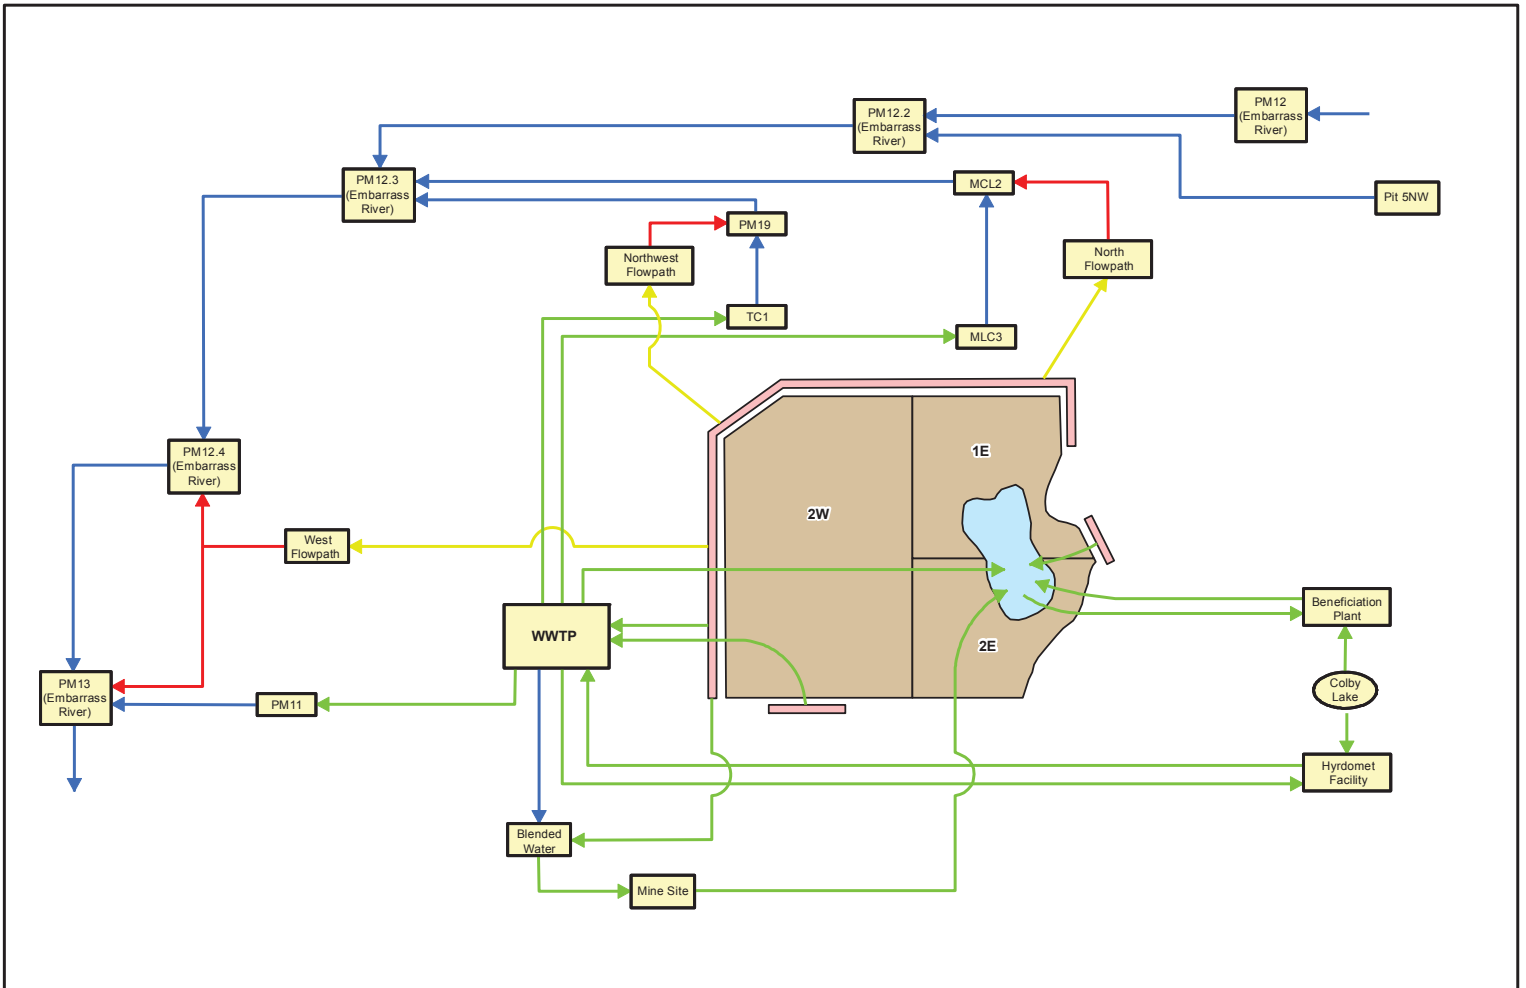 PM12
(Embarrass
River)
PM12.2
(Embarrass
River)
PM12.3
(Embarrass
River)
MCL2
Pit 5NW
PM19
Northwest
Flowpath
North
Flowpath
TC1
MLC3
PM12.4
(Embarrass
River)
1E
2W
West
Flowpath
WWTP
2E
Beneficiation
Plant
PM13
(Embarrass
River)
PM11
Colby
Lake
Hyrdomet
Facility
Blended
Water
Mine Site